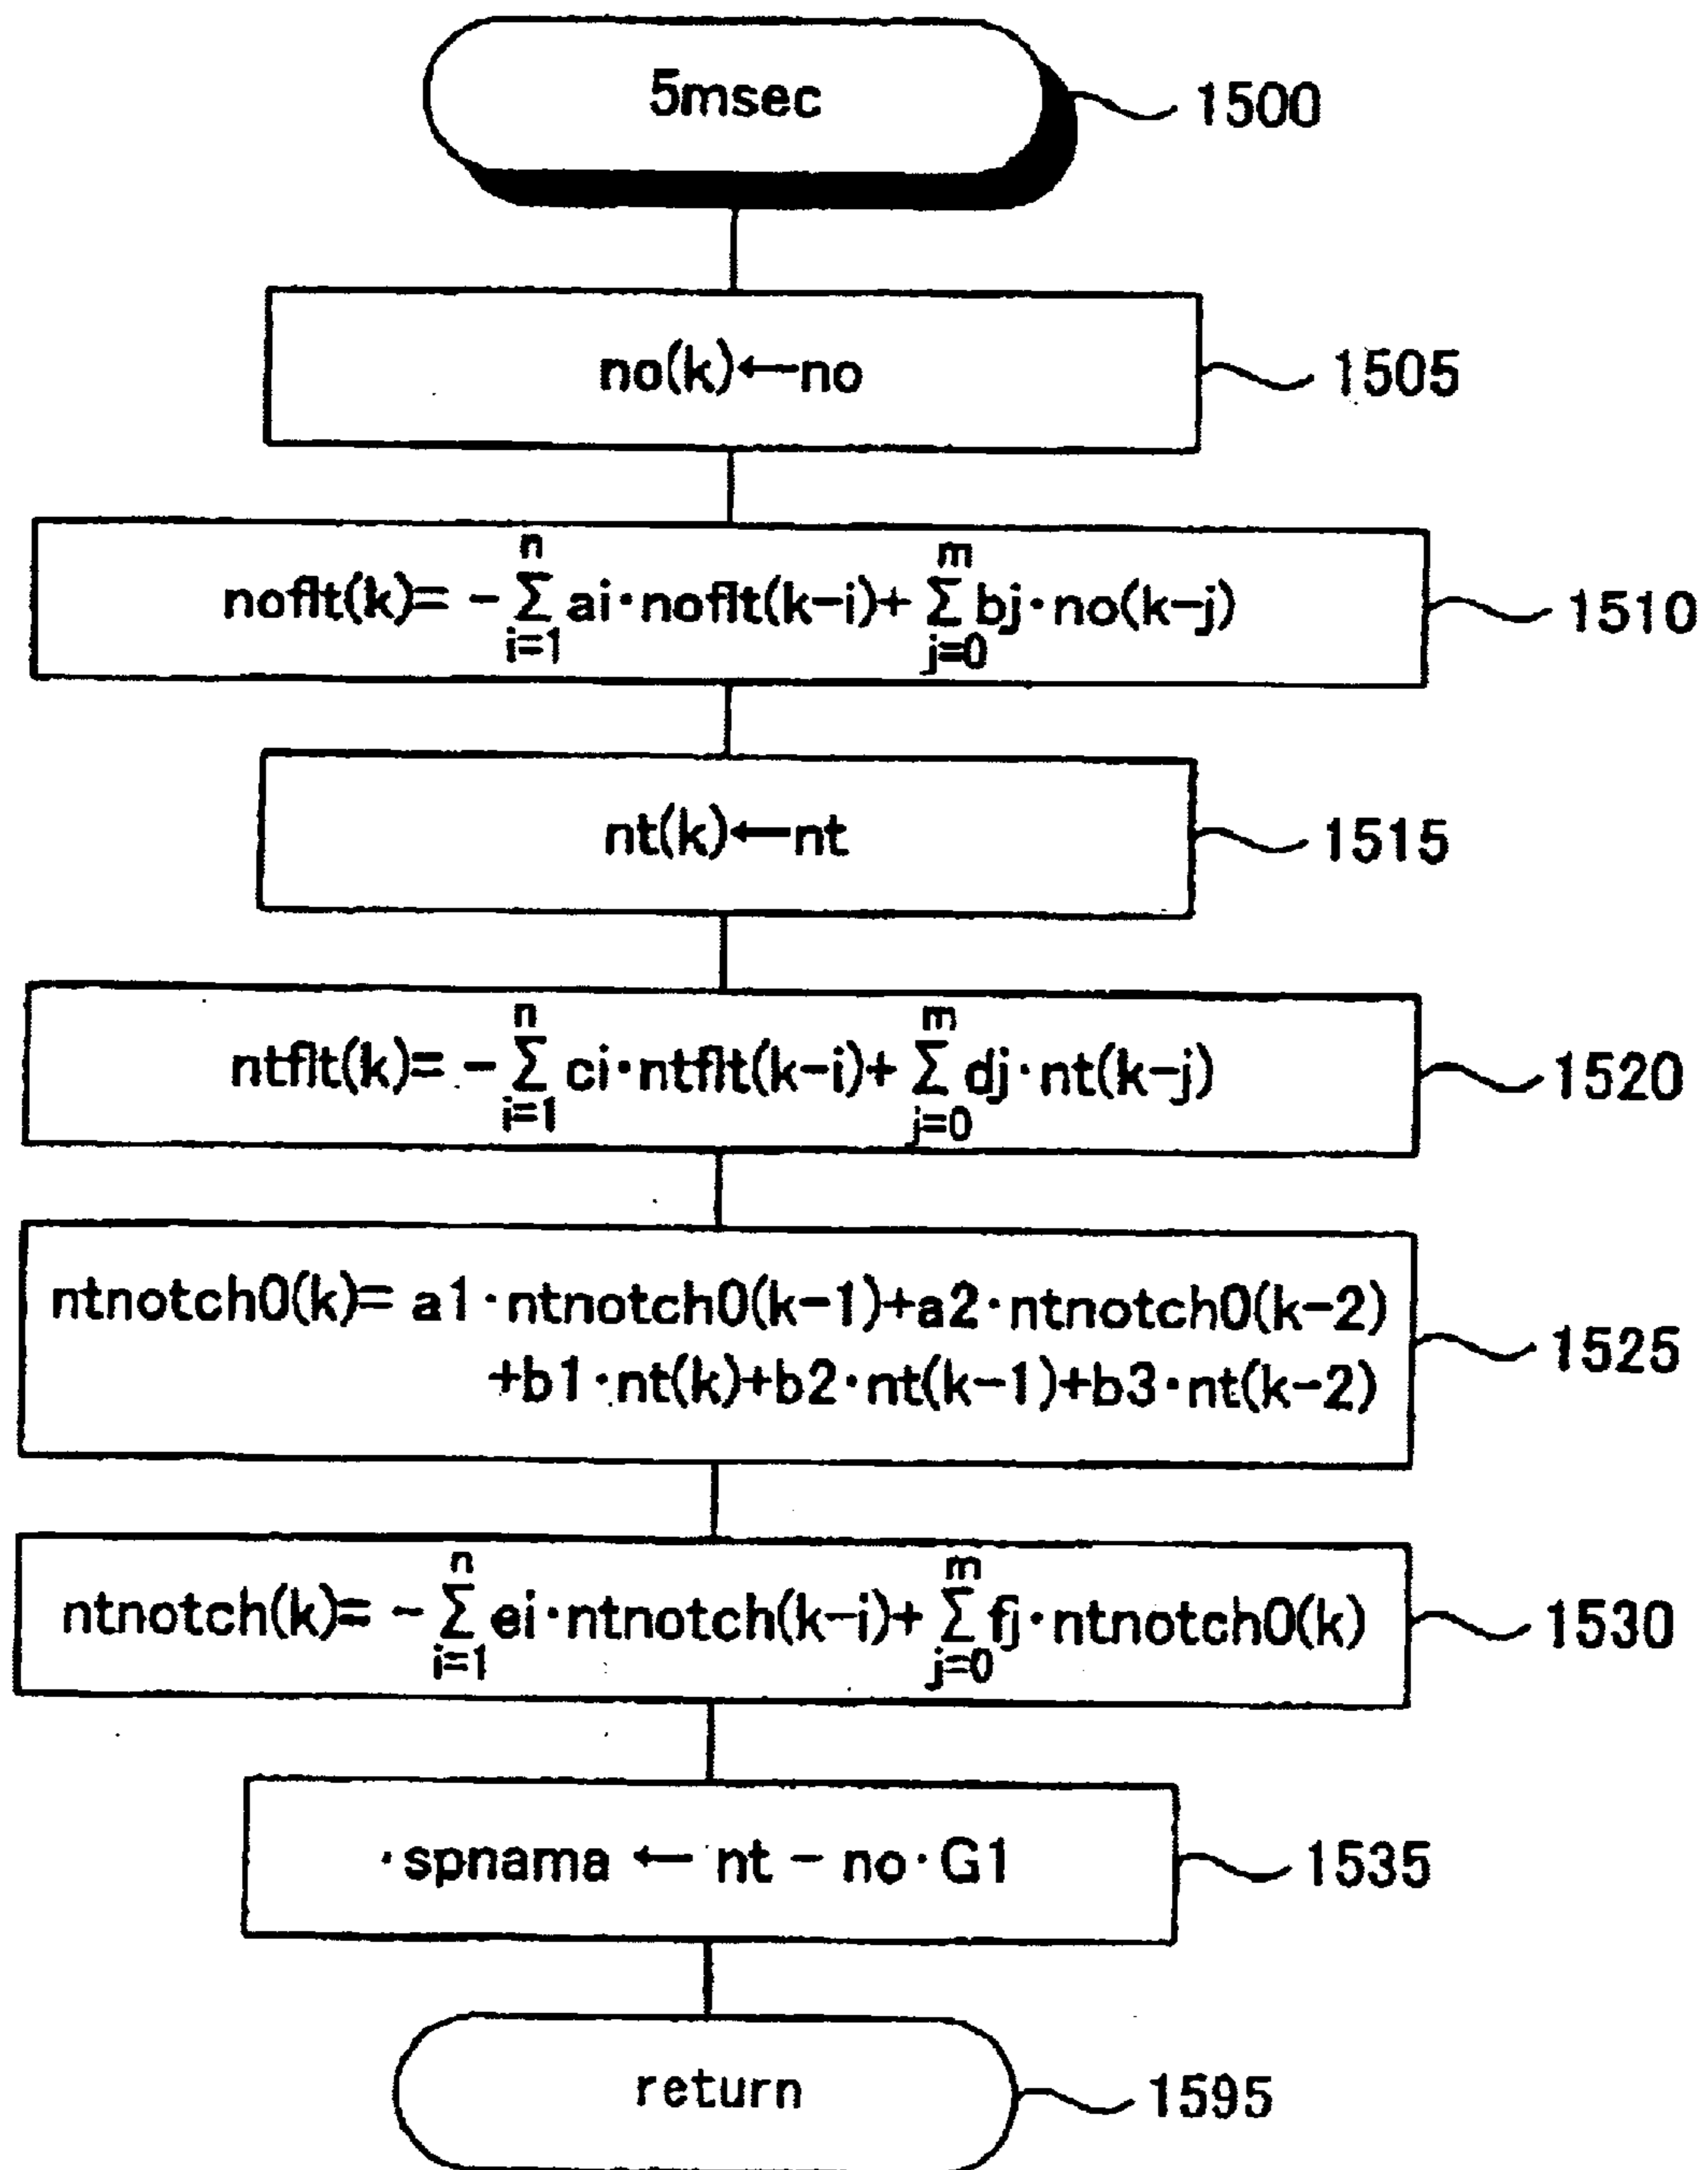 5msec
1500
no(k)←no
1505
noflt(k)= - n∑i=1 ai·noflt(k-i)+ m∑j=0 bj·no(k-j)
1510
nt(k)←nt
1515
ntflt(k)= - n∑i=1 ci·ntflt(k-i)+ m∑j=0 dj·nt(k-j)
1520
ntnotch0(k)= a1·ntnotch0(k-1)+a2·ntnotch0(k-2)
+b1·nt(k)+b2·nt(k-1)+b3·nt(k-2)
1525
ntnotch(k)= - n∑i=1 ei·ntnotch(k-i)+ m∑j=0 fj·ntnotch0(k)
1530
spnama ← nt - no·G1
1535
return
1595